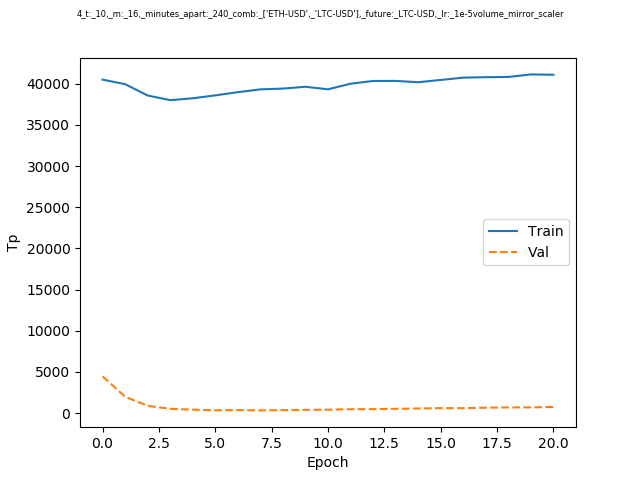 4_t:_10,_m:_16,_minutes_apart:_240_comb:_['ETH-USD',_'LTC-USD'],_future:_LTC-USD,_lr:_1e-5volume_mirror_scaler
40000
35000
30000
25000
20000
15000
10000
5000
0
Tp
Train
Val
0.0 2.5 5.0 7.5 10.0 12.5 15.0 17.5 20.0
Epoch